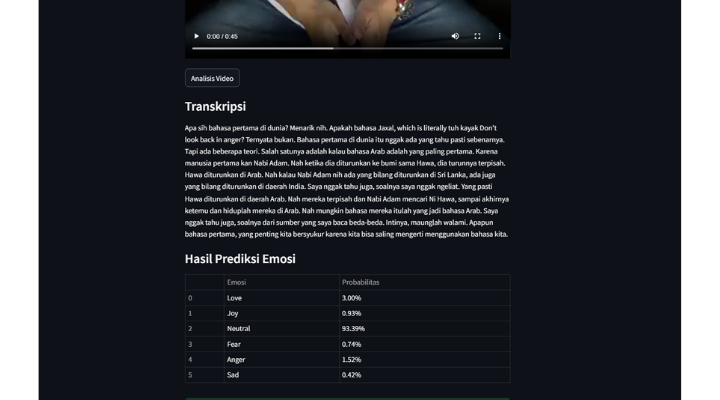 0:00 / 0:45
Analisis Video
Transkripsi
Apa sih bahasa pertama di dunia? Menarik nih. Apakah bahasa Jaxal, which is literally tuh kayak Don't
look back in anger? Ternyata bukan. Bahasa pertama di dunia itu nggak ada yang tahu pasti sebenarnya.
Tapi ada beberapa teori. Salah satunya adalah kalau bahasa Arab adalah yang paling pertama. Karena
manusia pertama kan Nabi Adam. Nah ketika dia diturunkan ke bumi sama Hawa, dia turunnya terpisah.
Hawa diturunkan di Arab. Nah kalau Nabi Adam nih ada yang bilang diturunkan di Sri Lanka, ada juga
yang bilang diturunkan di daerah India. Saya nggak tahu juga, soalnya saya nggak ngeliat. Yang pasti
Hawa diturunkan di daerah Arab. Nah mereka terpisah dan Nabi Adam mencari Ni Hawa, sampai akhirnya
ketemu dan hiduplah mereka di Arab. Nah mungkin bahasa mereka itulah yang jadi bahasa Arab. Saya
nggak tahu juga, soalnya dari sumber yang saya baca beda-beda. Intinya, maunglah walami. Apapun
bahasa pertama, yang penting kita bersyukur karena kita bisa saling mengerti menggunakan bahasa kita.
Hasil Prediksi Emosi
Emosi Probabilitas
0 Love 3.00%
1 Joy 0.93%
2 Neutral 93.39%
3 Fear 0.74%
4 Anger 1.52%
5 Sad 0.42%